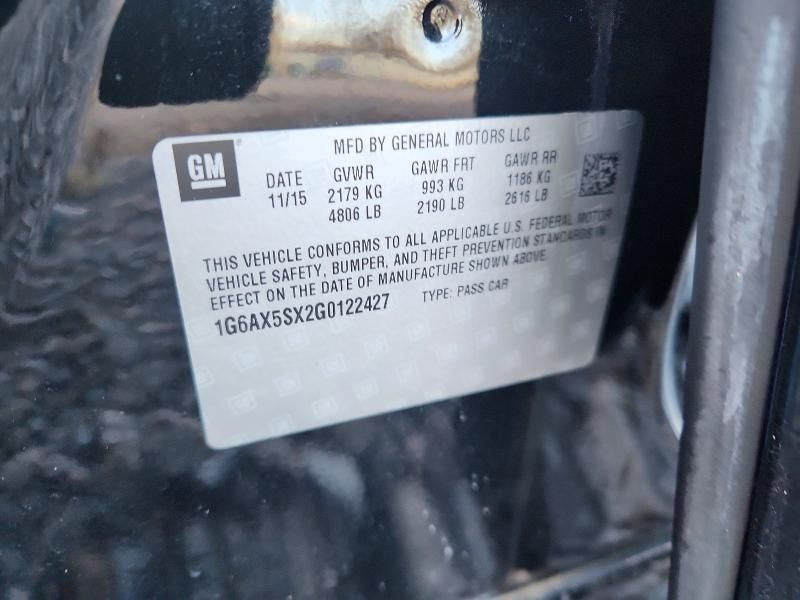 GM
MFD BY GENERAL MOTORS LLC
DATE GVWR GAWR FRT GAWR RR
11/15 2179 KG 993 KG 1186 KG
4806 LB 2190 LB 2616 LB
THIS VEHICLE CONFORMS TO ALL APPLICABLE U.S. FEDERAL MOTOR
VEHICLE SAFETY, BUMPER, AND THEFT PREVENTION STANDARDS IN
EFFECT ON THE DATE OF MANUFACTURE SHOWN ABOVE.
1G6AX5SX2G0122427 TYPE: PASS CAR